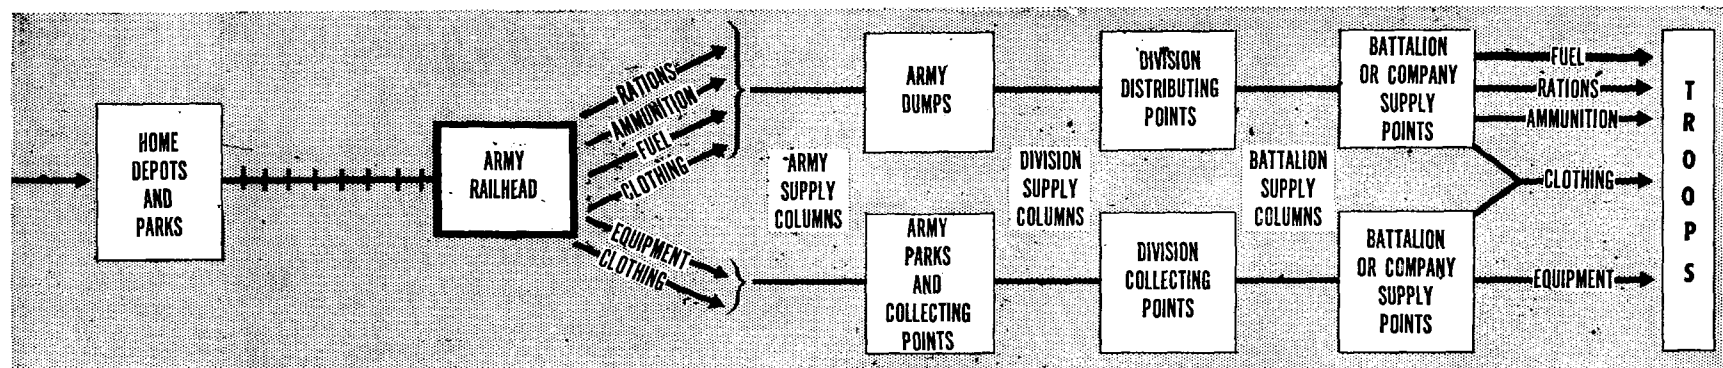 HOME
DEPOTS
AND
PARKS
ARMY
RAILHEAD
RATIONS
AMMUNITION
FUEL
CLOTHING
EQUIPMENT
CLOTHING
ARMY
SUPPLY
COLUMNS
ARMY
DUMPS
ARMY
PARKS
AND
COLLECTING
POINTS
DIVISION
SUPPLY
COLUMNS
DIVISION
DISTRIBUTING
POINTS
DIVISION
COLLECTING
POINTS
BATTALION
SUPPLY
COLUMNS
BATTALION
OR COMPANY
SUPPLY
POINTS
BATTALION
OR COMPANY
SUPPLY
POINTS
FUEL
RATIONS
AMMUNITION
CLOTHING
EQUIPMENT
TROOPS